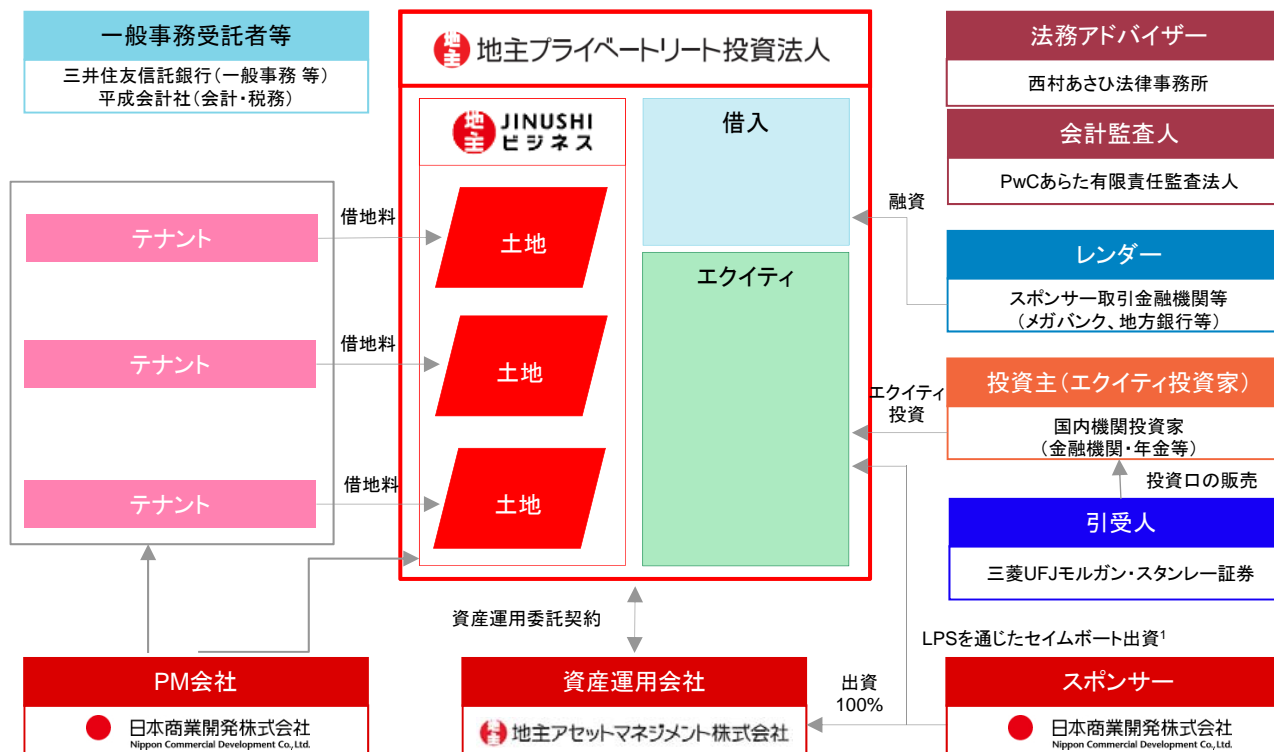 一般事務受託者等
三井住友信託銀行(一般事務 等)
平成会計社(会計・税務)
地主
地主プライベートリート投資法人
法務アドバイザー
西村あさひ法律事務所
会計監査人
PwCあらた有限責任監査法人
地主
JINUSHI
ビジネス
借入
テナント
借地料
土地
融資
レンダー
スポンサー取引金融機関等
(メガバンク、地方銀行等)
エクイティ
テナント
借地料
土地
エクイティ
投資
投資主(エクイティ投資家)
国内機関投資家
(金融機関・年金等)
テナント
借地料
土地
投資口の販売
引受人
三菱UFJモルガン・スタンレー証券
資産運用委託契約
LPSを通じたセイムボート出資1
PM会社
日本商業開発株式会社
Nippon Commercial Development Co.,Ltd.
資産運用会社
地主
地主アセットマネジメント株式会社
出資
100%
スポンサー
日本商業開発株式会社
Nippon Commercial Development Co.,Ltd.